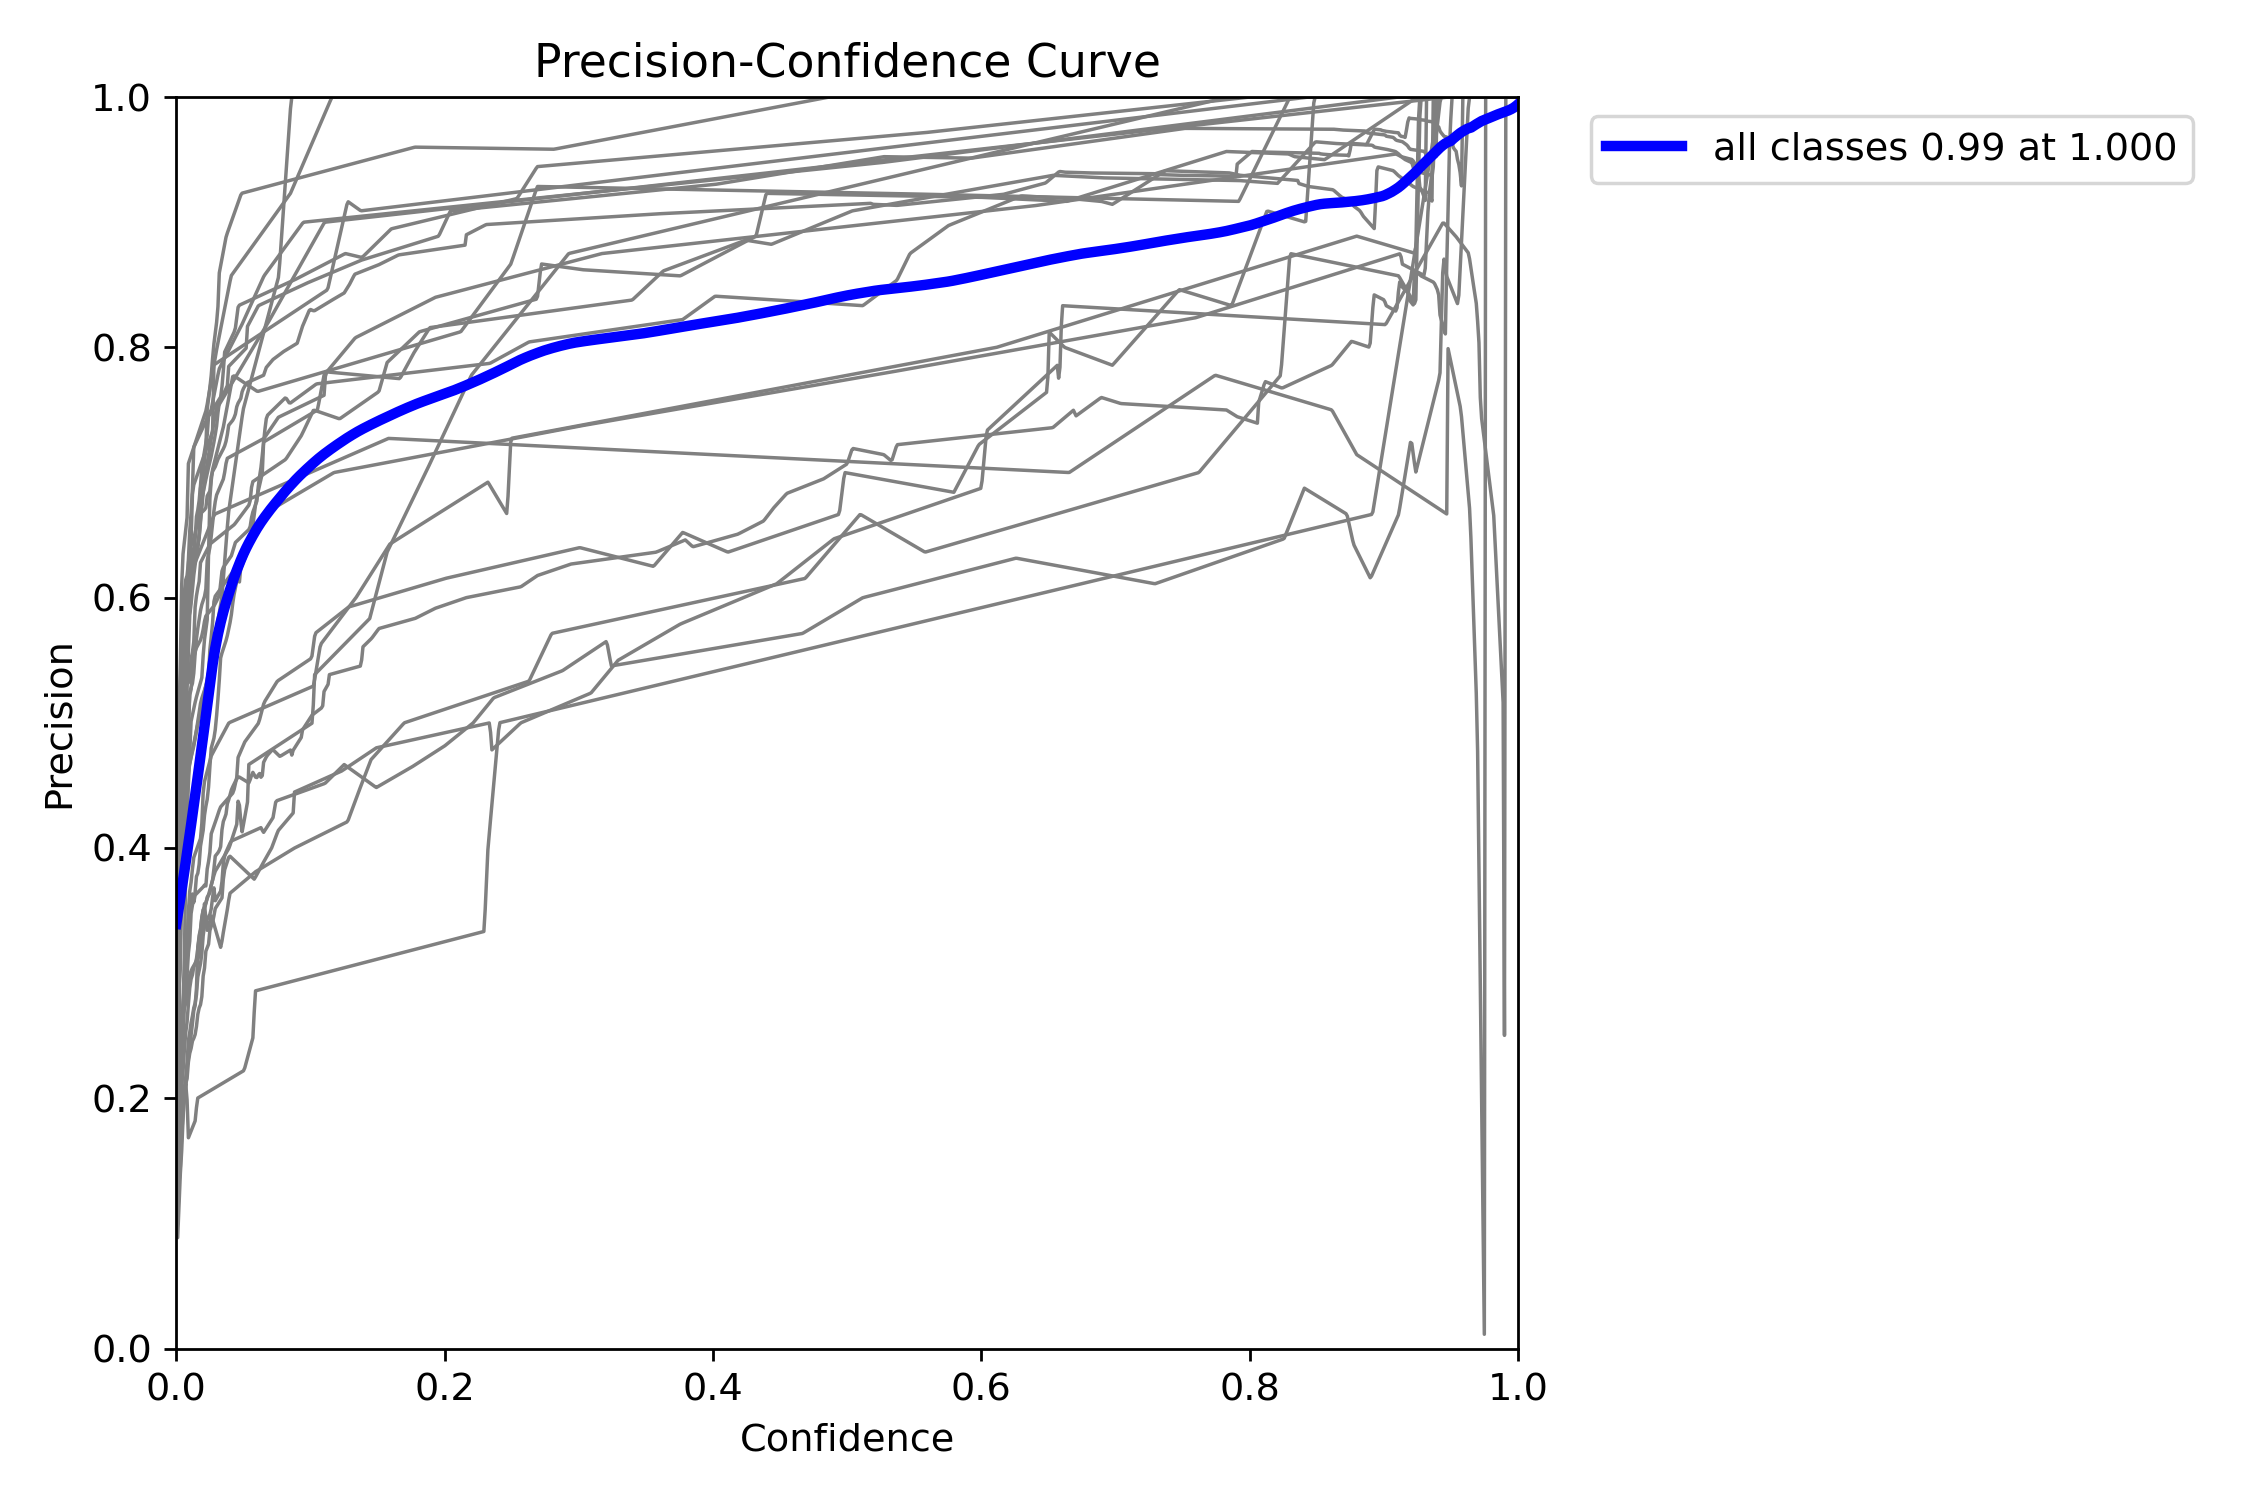 Precision-Confidence Curve
all classes 0.99 at 1.000
Precision
1.0
0.8
0.6
0.4
0.2
0.0
0.0 0.2 0.4 0.6 0.8 1.0
Confidence